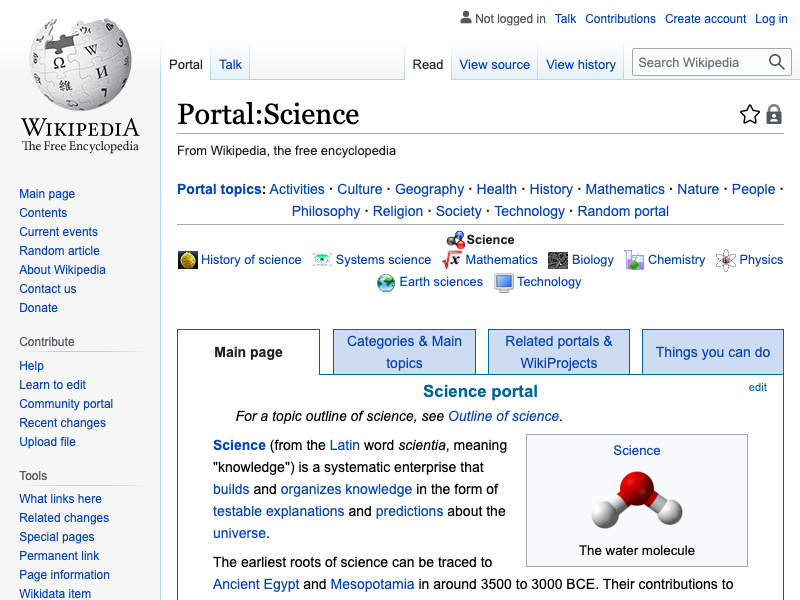 Not logged in Talk Contributions Create account Log in
Portal Talk Read View source View history Search Wikipedia
WIKIPEDIA
The Free Encyclopedia
Main page
Contents
Current events
Random article
About Wikipedia
Contact us
Donate
Contribute
Help
Learn to edit
Community portal
Recent changes
Upload file
Tools
What links here
Related changes
Special pages
Permanent link
Page information
Wikidata item
Portal:Science
From Wikipedia, the free encyclopedia
Portal topics: Activities · Culture · Geography · Health · History · Mathematics · Nature · People ·
Philosophy · Religion · Society · Technology · Random portal
Science
History of science Systems science Mathematics Biology Chemistry Physics
Earth sciences Technology
Main page
Categories & Main
topics
Related portals &
WikiProjects
Things you can do
Science portal
edit
For a topic outline of science, see Outline of science.
Science (from the Latin word scientia, meaning
"knowledge") is a systematic enterprise that
builds and organizes knowledge in the form of
testable explanations and predictions about the
universe.
Science
The water molecule
The earliest roots of science can be traced to
Ancient Egypt and Mesopotamia in around 3500 to 3000 BCE. Their contributions to